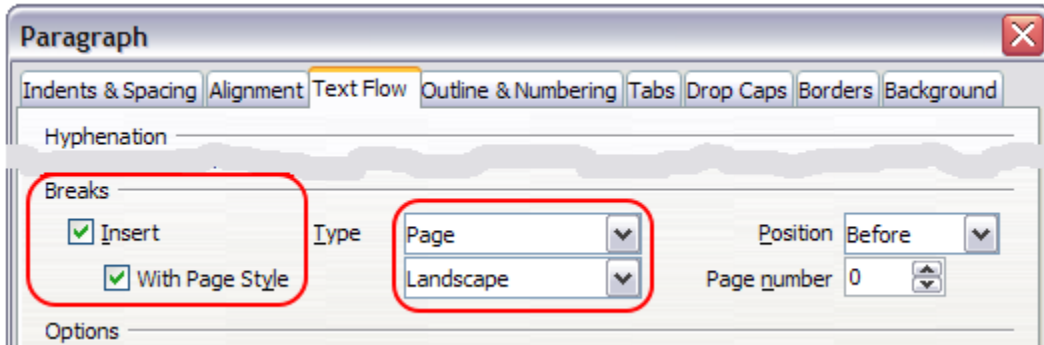 Paragraph
Indents & Spacing Alignment Text Flow Outline & Numbering Tabs Drop Caps Borders Background
Hyphenation
Breaks
Insert Type Page Position Before
With Page Style Landscape Page number 0
Options